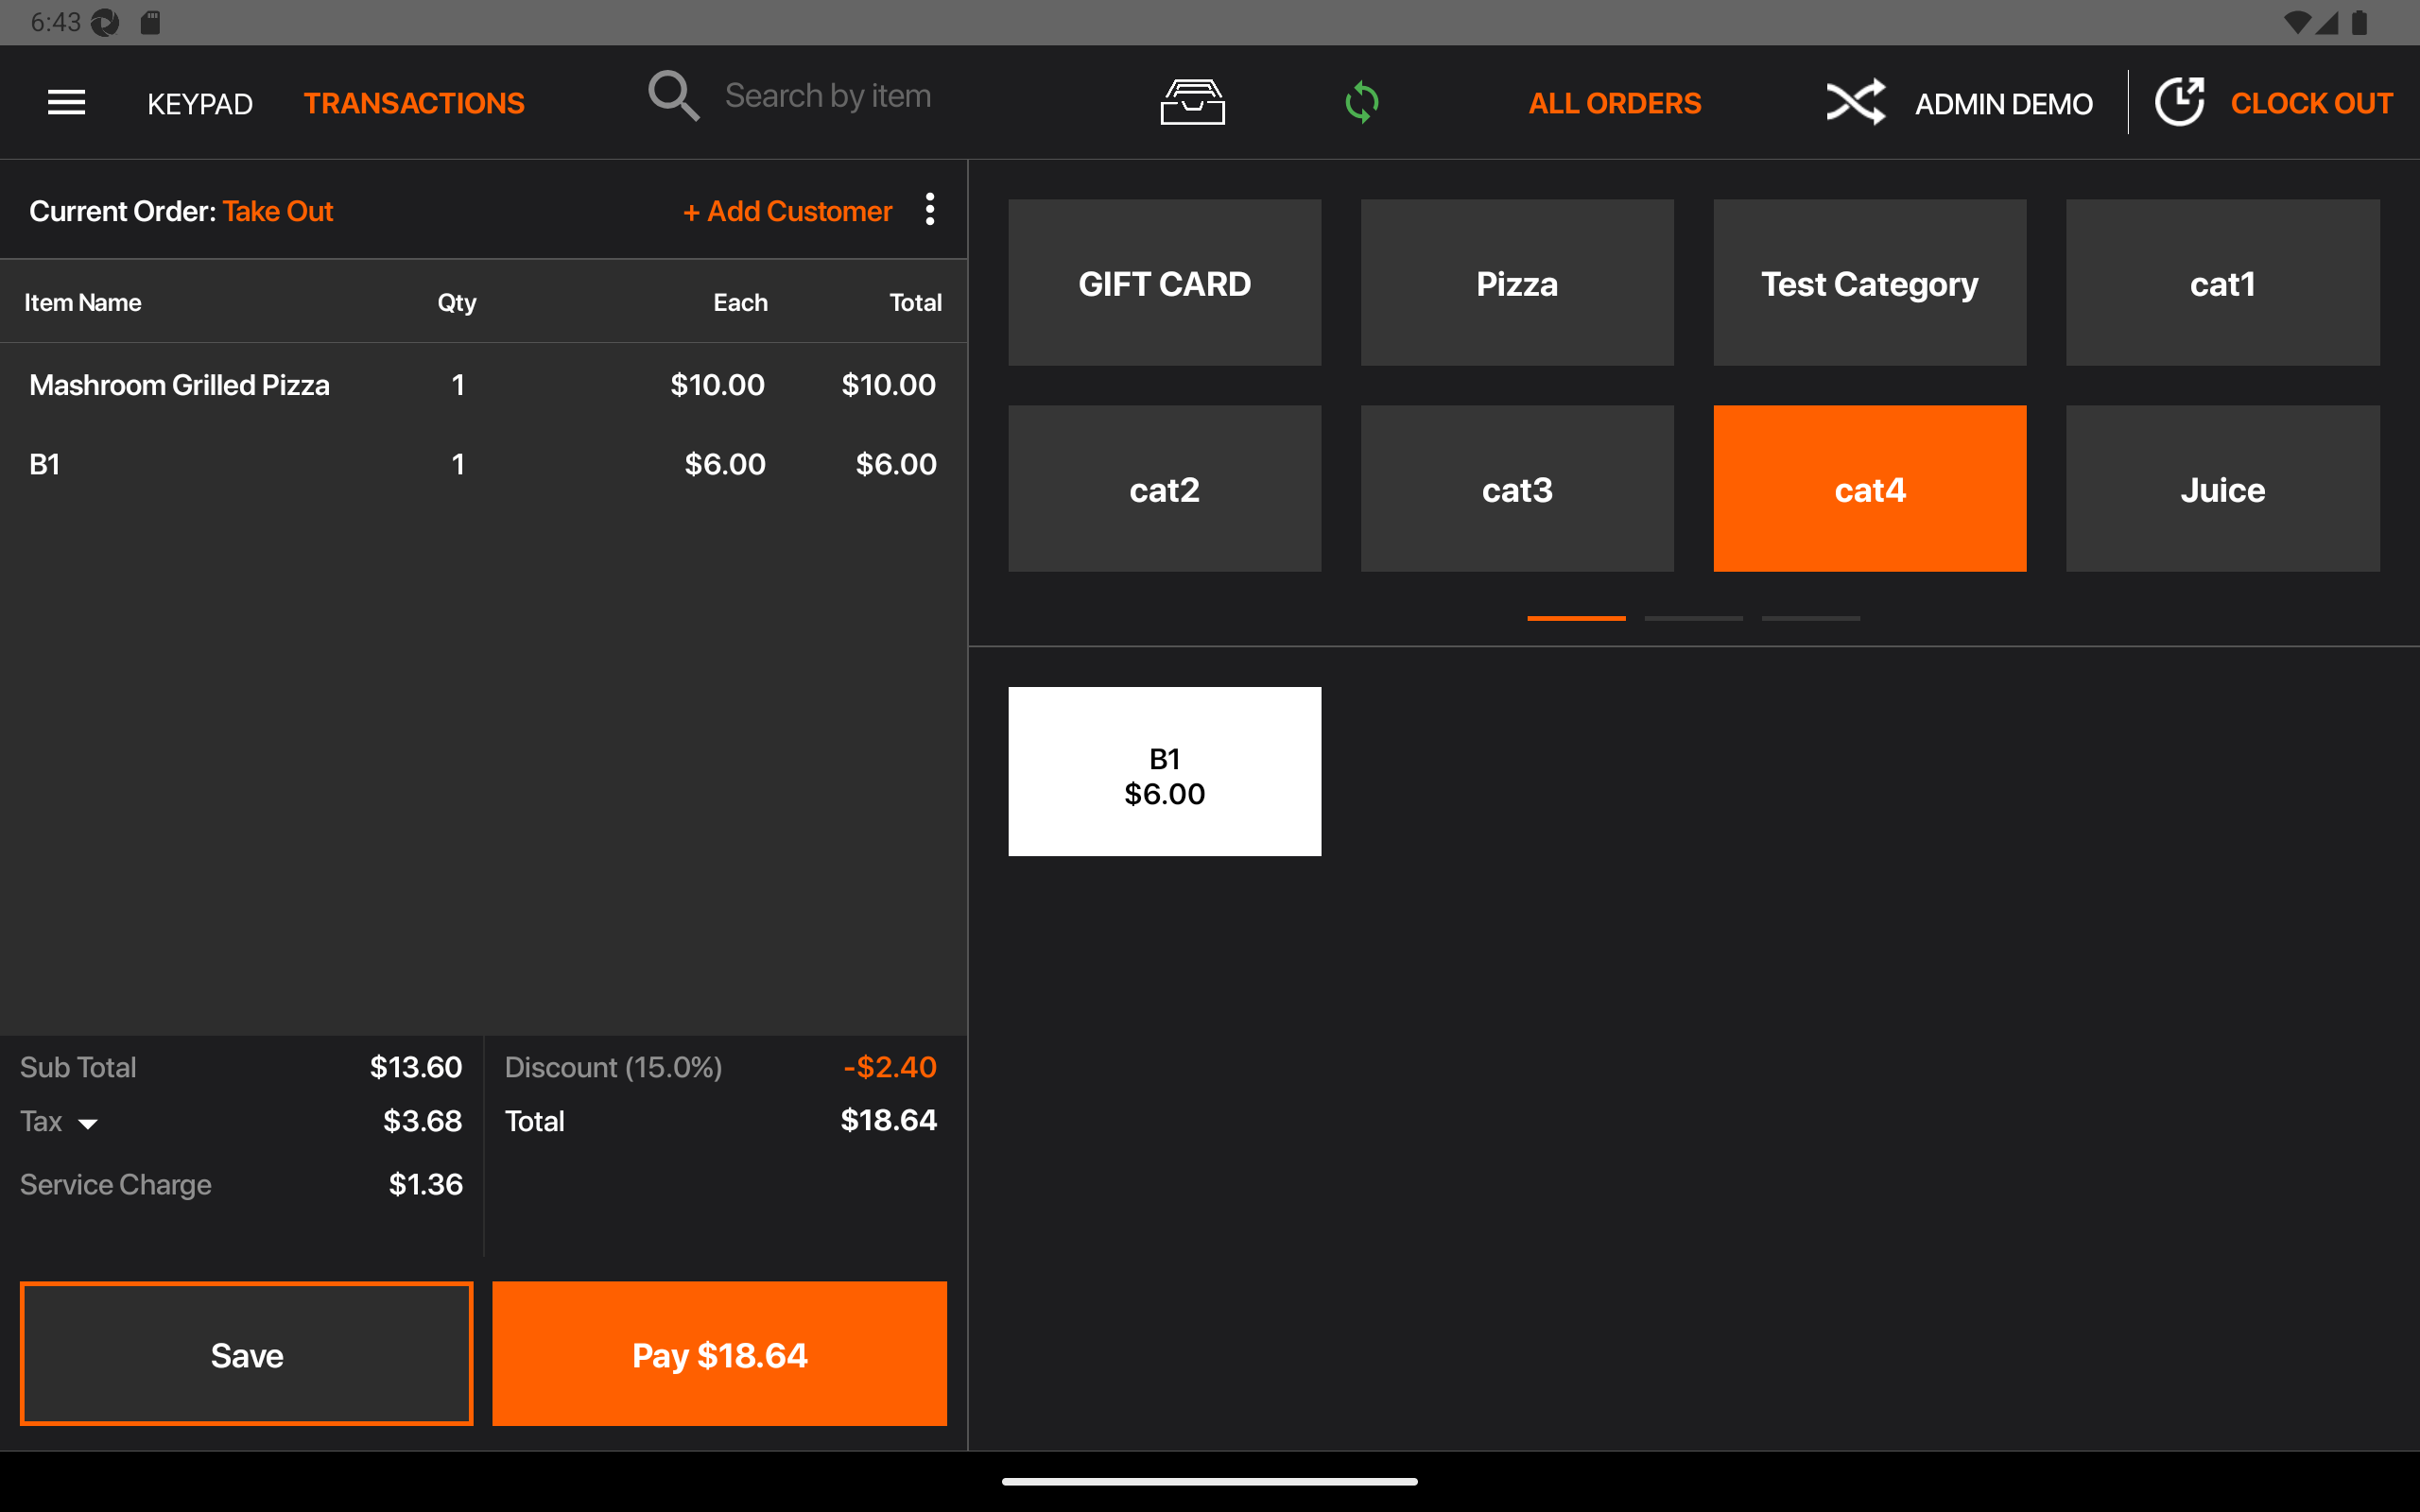 6:43
KEYPAD TRANSACTIONS Search by item ALL ORDERS ADMIN DEMO CLOCK OUT
Current Order: Take Out + Add Customer
Item Name Qty Each Total
Mashroom Grilled Pizza 1 $10.00 $10.00
B1 1 $6.00 $6.00
Sub Total $13.60
Tax $3.68
Service Charge $1.36
Discount (15.0%) -$2.40
Total $18.64
Save
Pay $18.64
GIFT CARD
Pizza
Test Category
cat1
cat2
cat3
cat4
Juice
B1
$6.00